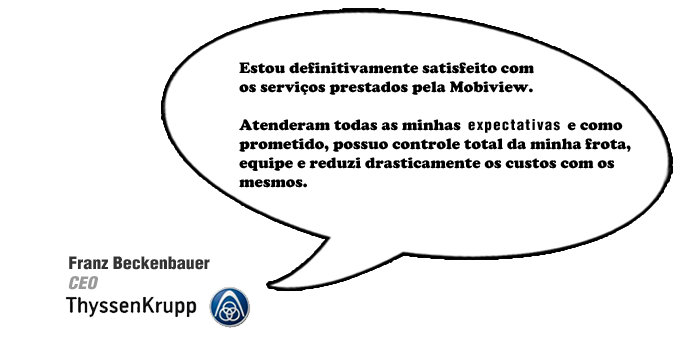 Estou definitivamente satisfeito com
os serviços prestados pela Mobiview.
Atenderam todas as minhas expectativas e como
prometido, possuo controle total da minha frota,
equipe e reduzi drasticamente os custos com os
mesmos.
Franz Beckenbauer
CEO
ThyssenKrupp